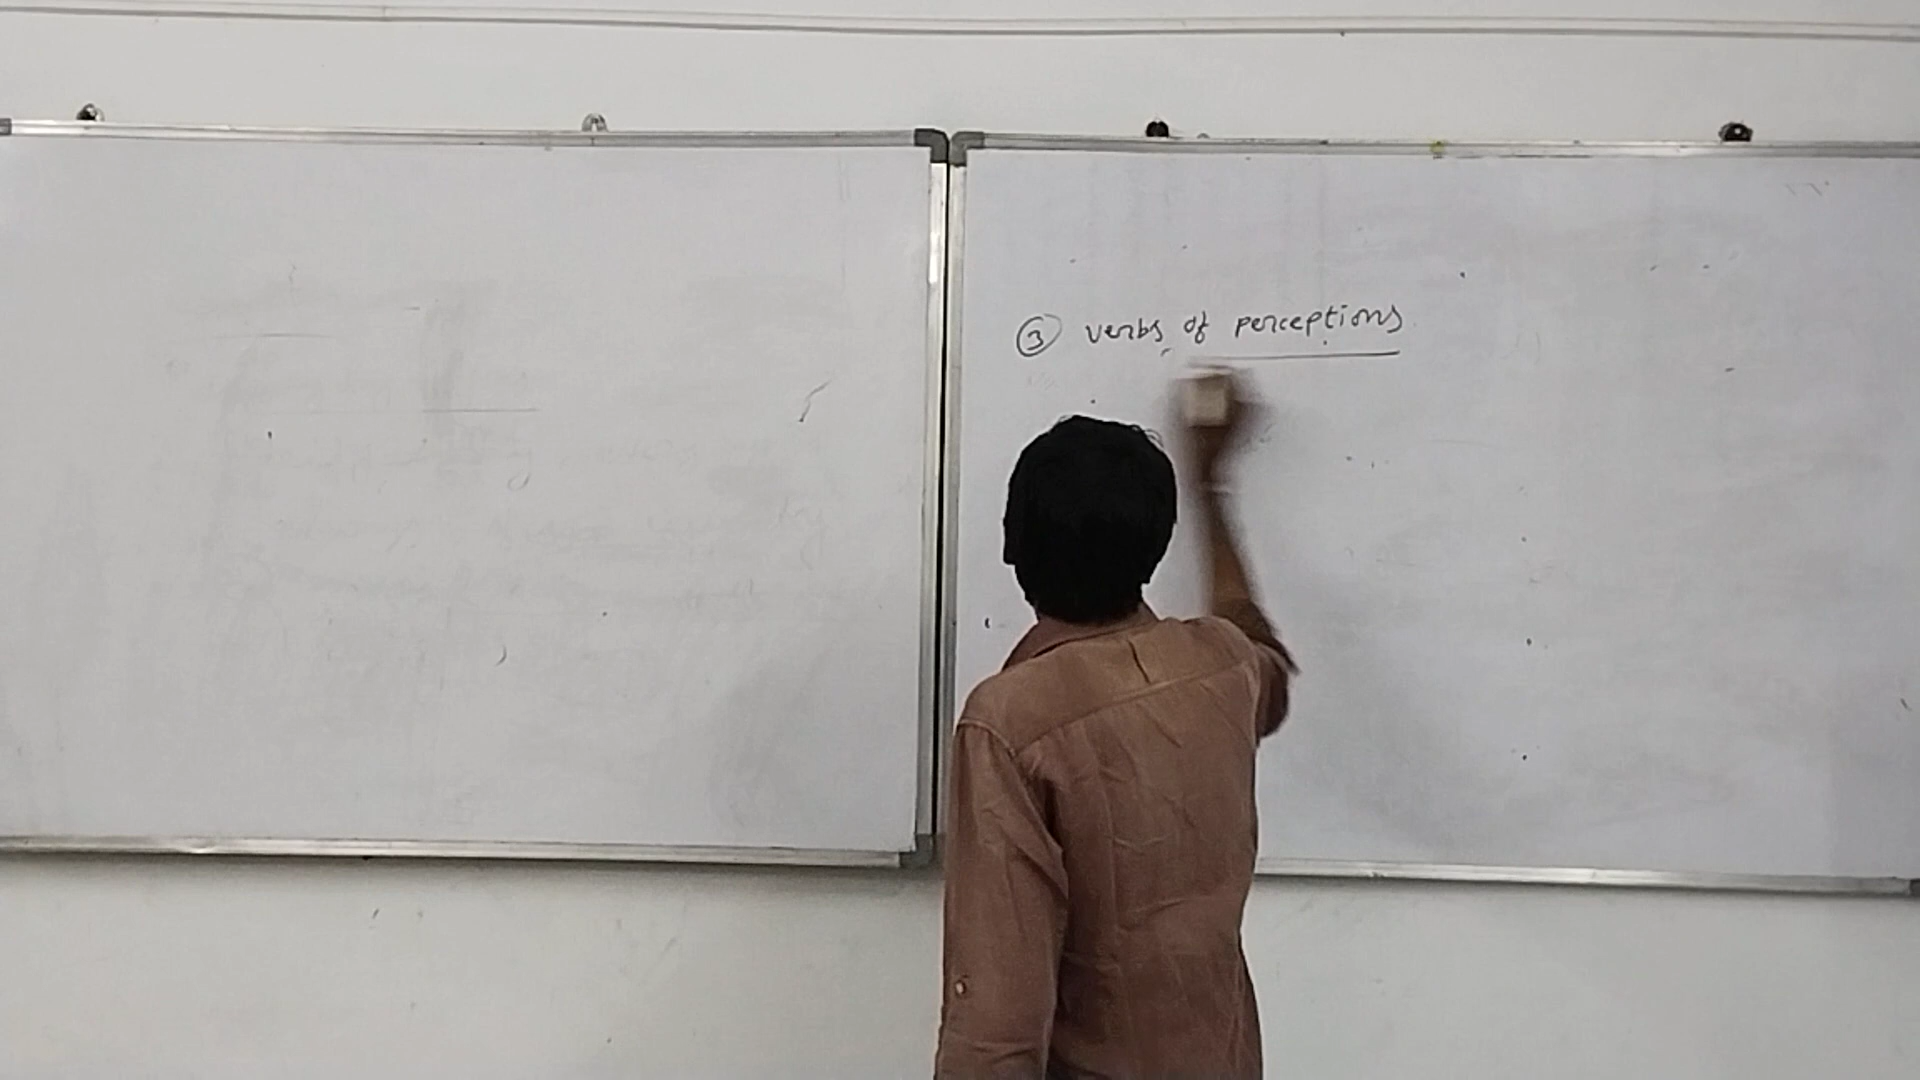 ③ verbs of perceptions